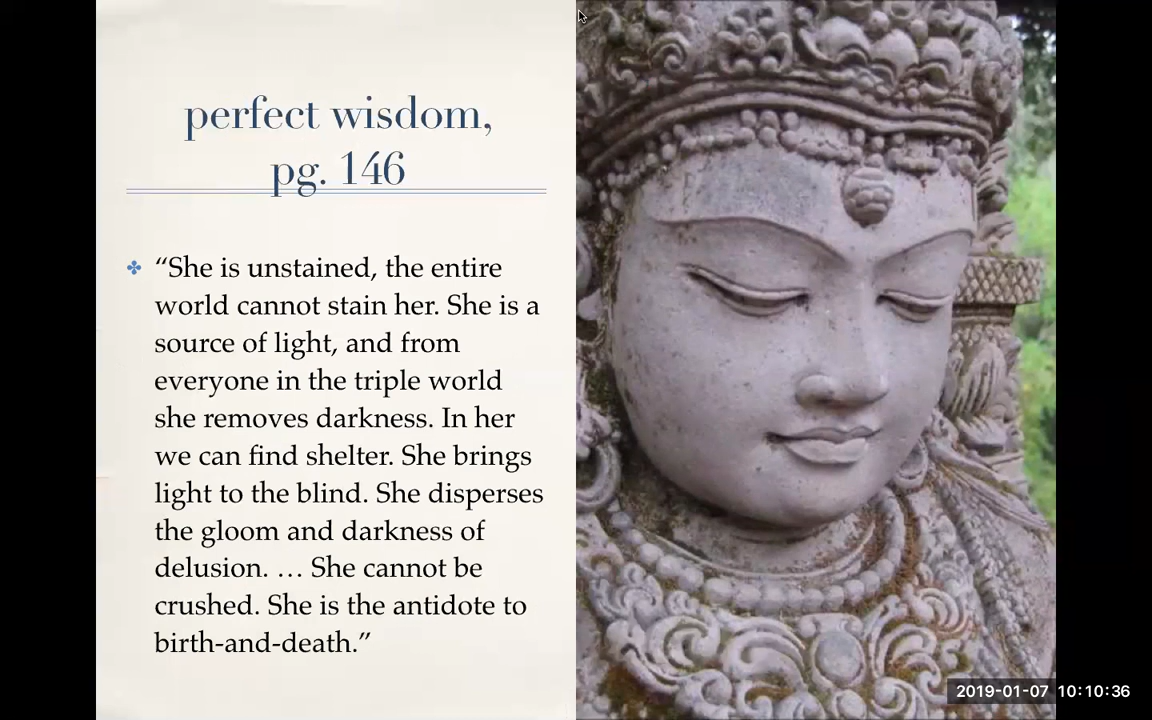 perfect wisdom,
pg. 146
“She is unstained, the entire
world cannot stain her. She is a
source of light, and from
everyone in the triple world
she removes darkness. In her
we can find shelter. She brings
light to the blind. She disperses
the gloom and darkness of
delusion. … She cannot be
crushed. She is the antidote to
birth-and-death.”
2019-01-07 10:10:36